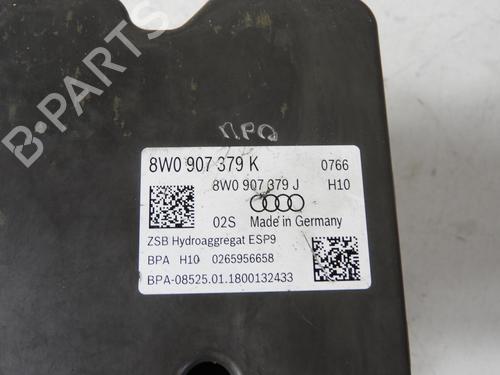 B-PARTS
8W0 907 379 K 0766
8W0 907 379 J H10
02S Made in Germany
ZSB Hydroaggregat ESP9
BPA H10 0265956658
BPA-08525.01.1800132433